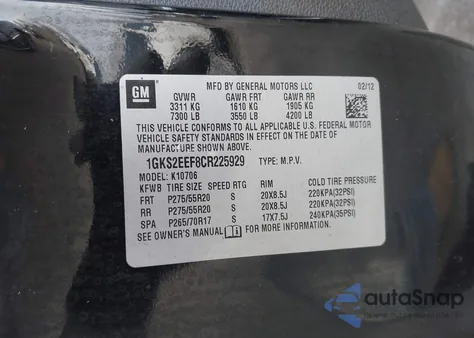 GM
MFD BY GENERAL MOTORS LLC 02/12
GVWR GAWR FRT GAWR RR
3311 KG 1610 KG 1905 KG
7300 LB 3550 LB 4200 LB
THIS VEHICLE CONFORMS TO ALL APPLICABLE U.S. FEDERAL MOTOR
VEHICLE SAFETY STANDARDS IN EFFECT ON THE DATE OF
MANUFACTURE SHOWN ABOVE.
1GKS2EEF8CR225929 TYPE: M.P.V.
MODEL: K10706
KFWB TIRE SIZE SPEED RTG RIM COLD TIRE PRESSURE
FRT P275/55R20 S 20X8.5J 220KPA(32PSI)
RR P275/55R20 S 20X8.5J 220KPA(32PSI)
SPA P265/70R17 S 17X7.5J 240KPA(35PSI)
SEE OWNER'S MANUAL FOR MORE INFORMATION.
autoSnap